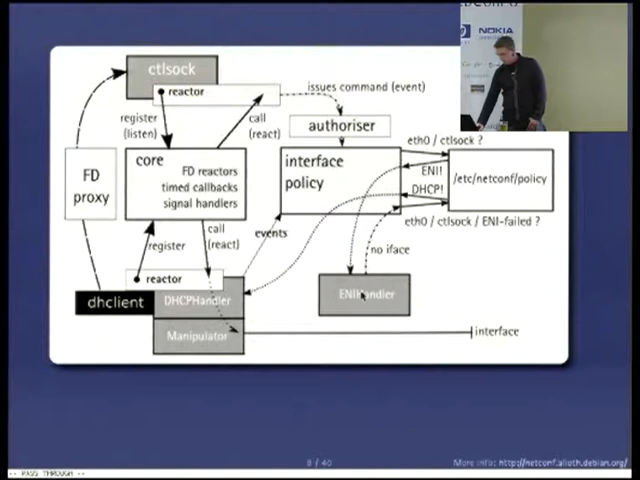 NOKIA
ctlsock
reactor
issues command (event)
register
(listen)
call
(react)
authoriser
FD
proxy
core
FD reactors
timed callbacks
signal handlers
interface
policy
eth0 / ctlsock ?
ENI!
DHCP!
/etc/netconf/policy
eth0 / ctlsock / ENI-failed ?
register
call
(react)
events
no iface
reactor
dhclient
DHCPHandler
Manipulator
ENIHandler
interface
8 / 40
More info: http://netconf.alioth.debian.org/
-- PASS THROUGH --